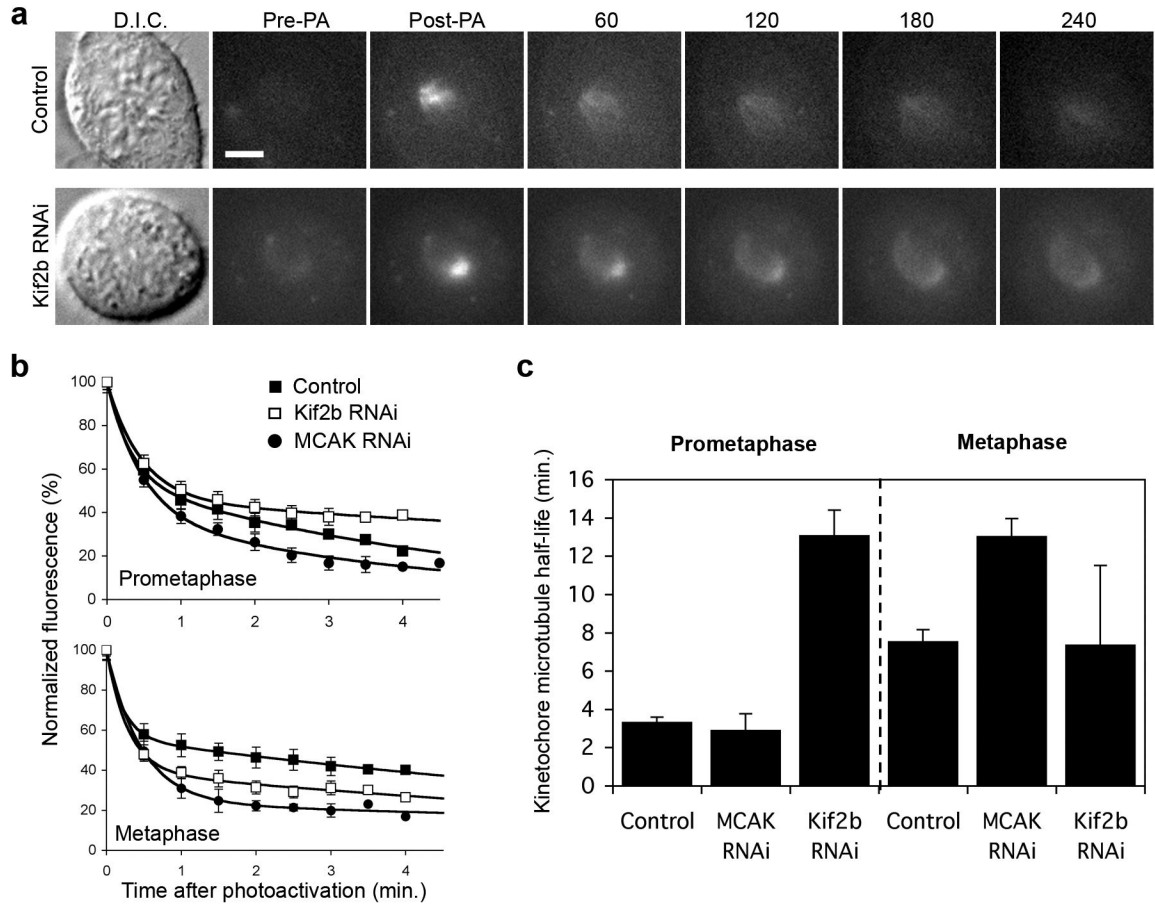 a
D.I.C. Pre-PA Post-PA 60 120 180 240
Control
Kif2b RNAi
b
Normalized fluorescence (%)
100
80
60
40
20
0
Control
Kif2b RNAi
MCAK RNAi
Prometaphase
0 1 2 3 4
100
80
60
40
20
0
Metaphase
0 1 2 3 4
Time after photoactivation (min.)
c
Prometaphase Metaphase
Kinetochore microtubule half-life (min.)
16
14
12
10
8
6
4
2
0
Control MCAK Kif2b Control MCAK Kif2b
RNAi RNAi RNAi RNAi